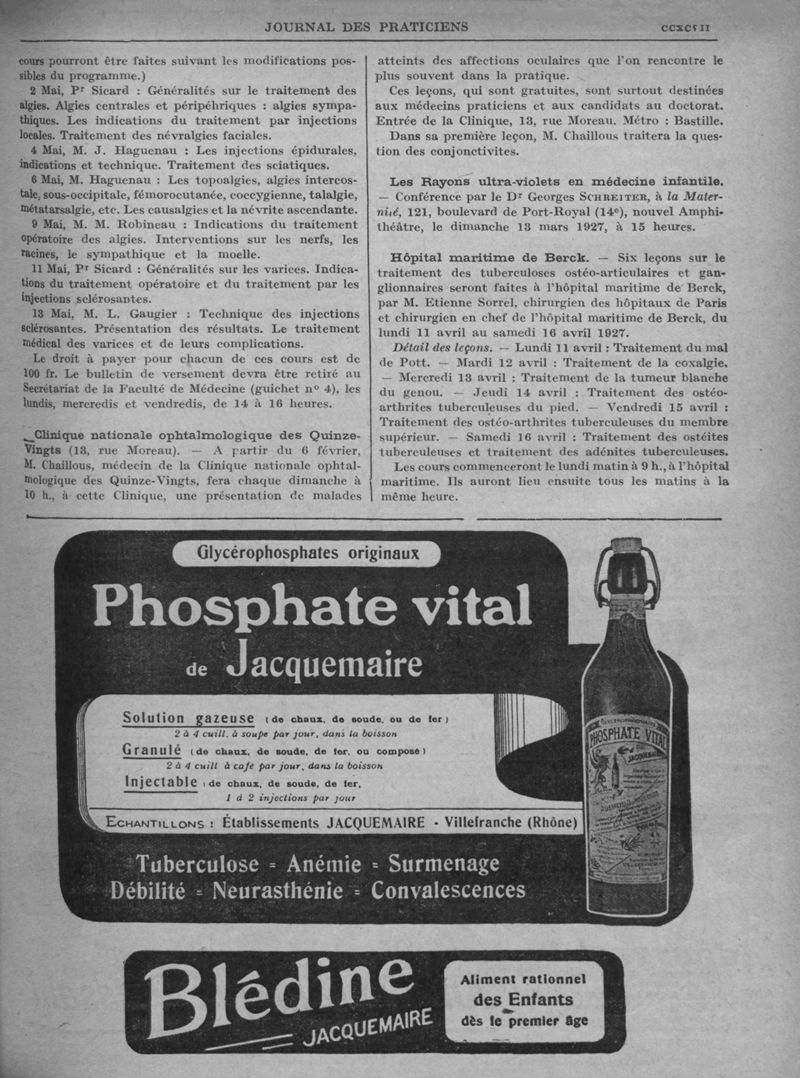 JOURNAL DES PRATICIENS
cours pourront être faites suivant les modifications pos-
sibles du programme.)
2 Mai, Pr Sicard : Généralités sur le traitement des
algies. Algies centrales et péripéhriques : algies sympa-
thiques. Les indications du traitement par injections
locales. Traitement des névralgies faciales.
4 Mai, M. J. Haguenau : Les injections épidurales,
indications et technique. Traitement des sciatiques.
6 Mai, M. Haguenau : Les topoalgies, algies intercos-
tale, sous-occipitale, fémorocutanée, coccygienne, talalgie,
métatarsalgie, etc. Les causalgies et la névrite ascendante.
9 Mai, M. M. Robineau : Indications du traitement
opératoire des algies. Interventions sur les nerfs, les
racines, le sympathique et la moelle.
11 Mai, Pr Sicard : Généralités sur les varices. Indica-
tions du traitement opératoire et du traitement par les
injections sclérosantes.
13 Mai, M. L. Gaugier : Technique des injections
sclérosantes. Présentation des résultats. Le traitement
médical des varices et de leurs complications.
Le droit à payer pour chacun de ces cours est de
100 fr. Le bulletin de versement devra être retiré au
Secrétariat de la Faculté de Médecine (guichet nº 4), les
lundis, mercredis et vendredis, de 14 à 16 heures.
Clinique nationale ophtalmologique des Quinze-
Vingts (13, rue Moreau). — A partir du 6 février,
M. Chaillous, médecin de la Clinique nationale ophtal-
mologique des Quinze-Vingts, fera chaque dimanche à
10 h., à cette Clinique, une présentation de malades
atteints des affections oculaires que l'on rencontre le
plus souvent dans la pratique.
Ces leçons, qui sont gratuites, sont surtout destinées
aux médecins praticiens et aux candidats au doctorat.
Entrée de la Clinique, 13, rue Moreau. Métro : Bastille.
Dans sa première leçon, M. Chaillous traitera la ques-
tion des conjonctivites.
Les Rayons ultra-violets en médecine infantile.
— Conférence par le Dr Georges SCHREITER, à la Mater-
nité, 121, boulevard de Port-Royal (14e), nouvel Amphi-
théâtre, le dimanche 13 mars 1927, à 15 heures.
Hôpital maritime de Berck. — Six leçons sur le
traitement des tuberculoses ostéo-articulaires et gan-
glionnaires seront faites à l'hôpital maritime de Berck,
par M. Etienne Sorrel, chirurgien des hôpitaux de Paris
et chirurgien en chef de l'hôpital maritime de Berck, du
lundi 11 avril au samedi 16 avril 1927.
Détail des leçons. — Lundi 11 avril : Traitement du mal
de Pott. — Mardi 12 avril : Traitement de la coxalgie.
— Mercredi 13 avril : Traitement de la tumeur blanche
du genou. — Jeudi 14 avril : Traitement des ostéo-
arthrites tuberculeuses du pied. — Vendredi 15 avril :
Traitement des ostéo-arthrites tuberculeuses du membre
supérieur. — Samedi 16 avril : Traitement des ostéites
tuberculeuses et traitement des adénites tuberculeuses.
Les cours commenceront le lundi matin à 9 h., à l'hôpital
maritime. Ils auront lieu ensuite tous les matins à la
même heure.
Glycérophosphates originaux
Phosphate vital
de Jacquemaire
Solution gazeuse (de chaux, de soude, ou de fer)
2 à 4 cuill. à soupe par jour, dans la boisson
Granulé (de chaux, de soude, de fer, ou composé)
2 à 4 cuill à café par jour, dans la boisson
Injectable (de chaux, de soude, de fer,
1 à 2 injections par jour
ECHANTILLONS : Établissements JACQUEMAIRE - Villefranche (Rhône)
Tuberculose = Anémie = Surmenage
Débilité = Neurasthénie = Convalescences
PHOSPHATE VITAL
JACQUEMAIRE
Blédine
JACQUEMAIRE
Aliment rationnel
des Enfants
dès le premier âge